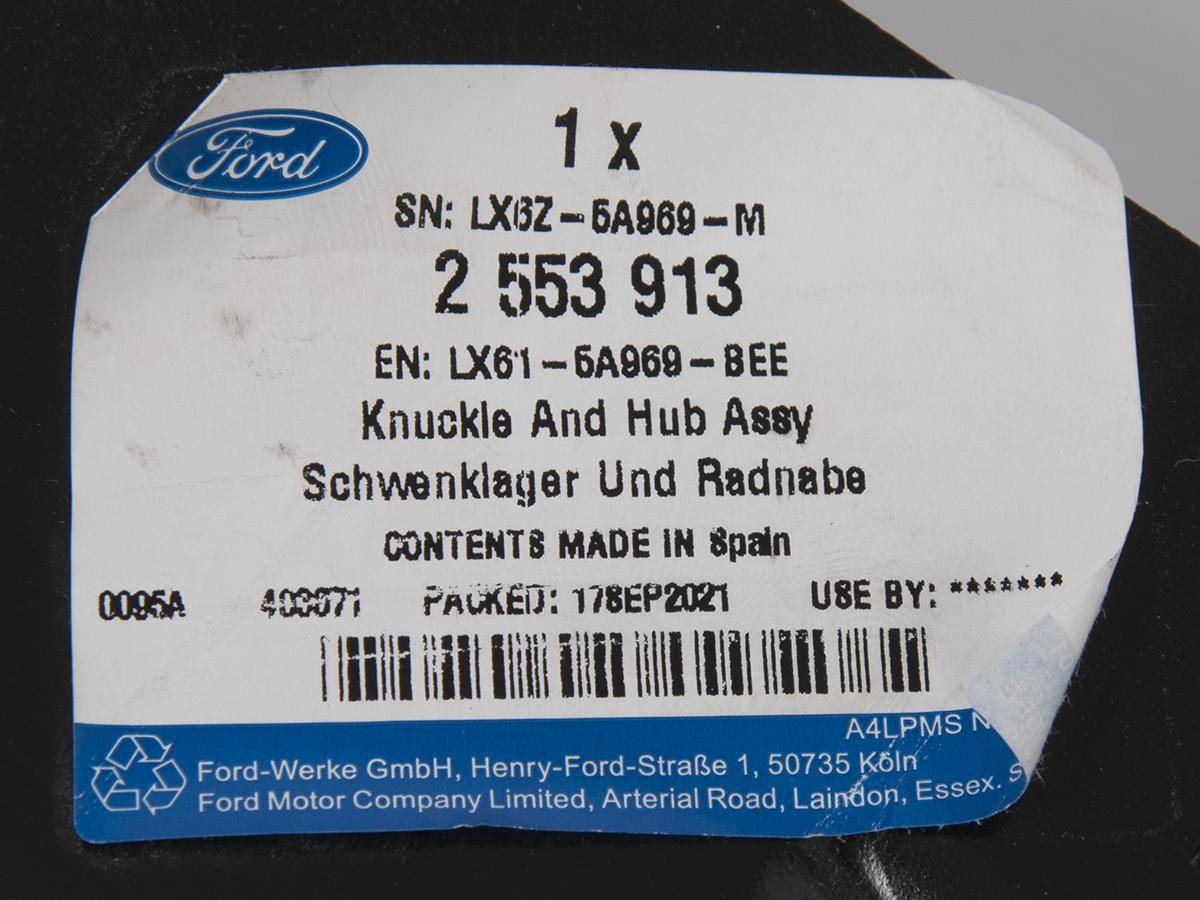 Ford
1 x
SN: LX6Z-5A969-M
2 553 913
EN: LX61-5A969-BEE
Knuckle And Hub Assy
Schwenklager Und Radnabe
CONTENTS MADE IN Spain
0095A PACKED: 17SEP2021 USE BY: *******
A4LPMS N
Ford-Werke GmbH, Henry-Ford-Straße 1, 50735 Köln
Ford Motor Company Limited, Arterial Road, Laindon, Essex. S